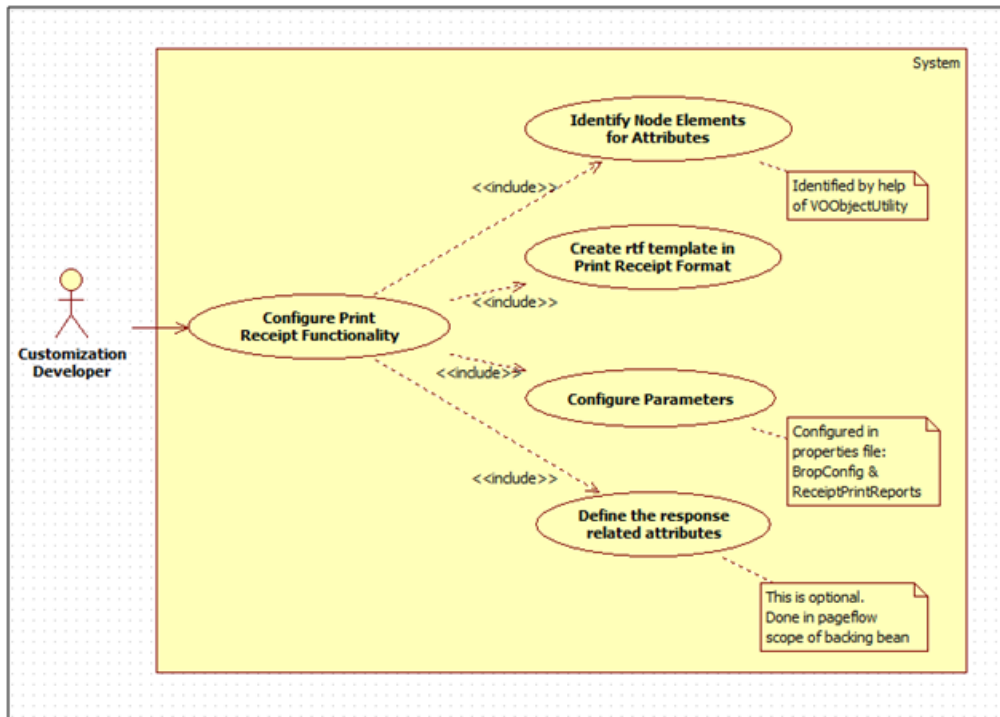 System
Identify Node Elements
for Attributes
<<include>>
Identified by help
of VOObjectUtility
Create rtf template in
Print Receipt Format
<<include>>
Configure Print
Receipt Functionality
Customization
Developer
<<include>>
Configure Parameters
Configured in
properties file:
BropConfig &
ReceiptPrintReports
<<include>>
Define the response
related attributes
This is optional.
Done in pageflow
scope of backing bean